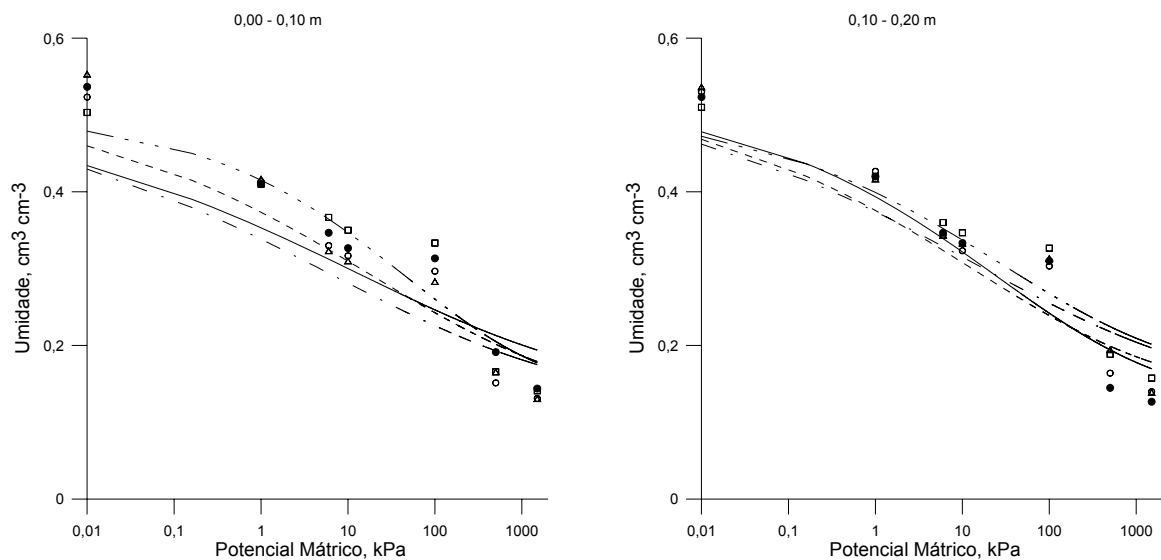 0,00 - 0,10 m
0,6
0,4
0,2
0
Umidade, cm3 cm-3
0,01 0,1 1 10 100 1000
Potencial Mátrico, kPa
0,10 - 0,20 m
0,6
0,4
0,2
0
Umidade, cm3 cm-3
0,01 0,1 1 10 100 1000
Potencial Mátrico, kPa